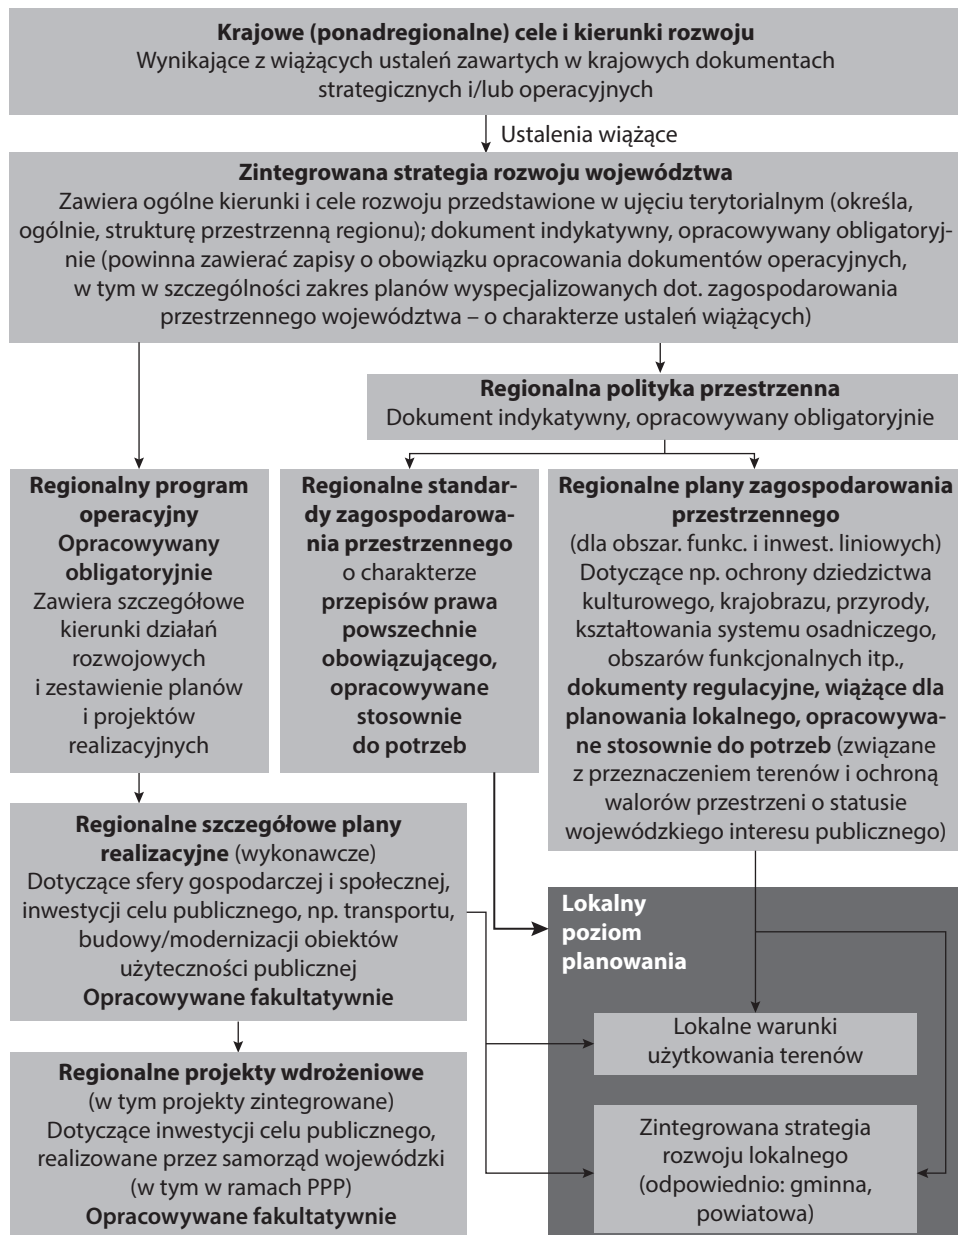 Krajowe (ponadregionalne) cele i kierunki rozwoju
Wynikające z wiążących ustaleń zawartych w krajowych dokumentach
strategicznych i/lub operacyjnych
Ustalenia wiążące
Zintegrowana strategia rozwoju województwa
Zawiera ogólne kierunki i cele rozwoju przedstawione w ujęciu terytorialnym (określa,
ogólnie, strukturę przestrzenną regionu); dokument indykatywny, opracowywany obligatoryj-
nie (powinna zawierać zapisy o obowiązku opracowania dokumentów operacyjnych,
w tym w szczególności zakres planów wyspecjalizowanych dot. zagospodarowania
przestrzennego województwa – o charakterze ustaleń wiążących)
Regionalna polityka przestrzenna
Dokument indykatywny, opracowywany obligatoryjnie
Regionalny program
operacyjny
Opracowywany
obligatoryjnie
Zawiera szczegółowe
kierunki działań
rozwojowych
i zestawienie planów
i projektów
realizacyjnych
Regionalne standar-
dy zagospodarowa-
nia przestrzennego
o charakterze
przepisów prawa
powszechnie
obowiązującego,
opracowywane
stosownie
do potrzeb
Regionalne plany zagospodarowania
przestrzennego
(dla obszar. funkc. i inwest. liniowych)
Dotyczące np. ochrony dziedzictwa
kulturowego, krajobrazu, przyrody,
kształtowania systemu osadniczego,
obszarów funkcjonalnych itp.,
dokumenty regulacyjne, wiążące dla
planowania lokalnego, opracowywa-
ne stosownie do potrzeb (związane
z przeznaczeniem terenów i ochroną
walorów przestrzeni o statusie
wojewódzkiego interesu publicznego)
Regionalne szczegółowe plany
realizacyjne (wykonawcze)
Dotyczące sfery gospodarczej i społecznej,
inwestycji celu publicznego, np. transportu,
budowy/modernizacji obiektów
użyteczności publicznej
Opracowywane fakultatywnie
Regionalne projekty wdrożeniowe
(w tym projekty zintegrowane)
Dotyczące inwestycji celu publicznego,
realizowane przez samorząd wojewódzki
(w tym w ramach PPP)
Opracowywane fakultatywnie
Lokalny
poziom
planowania
Lokalne warunki
użytkowania terenów
Zintegrowana strategia
rozwoju lokalnego
(odpowiednio: gminna,
powiatowa)